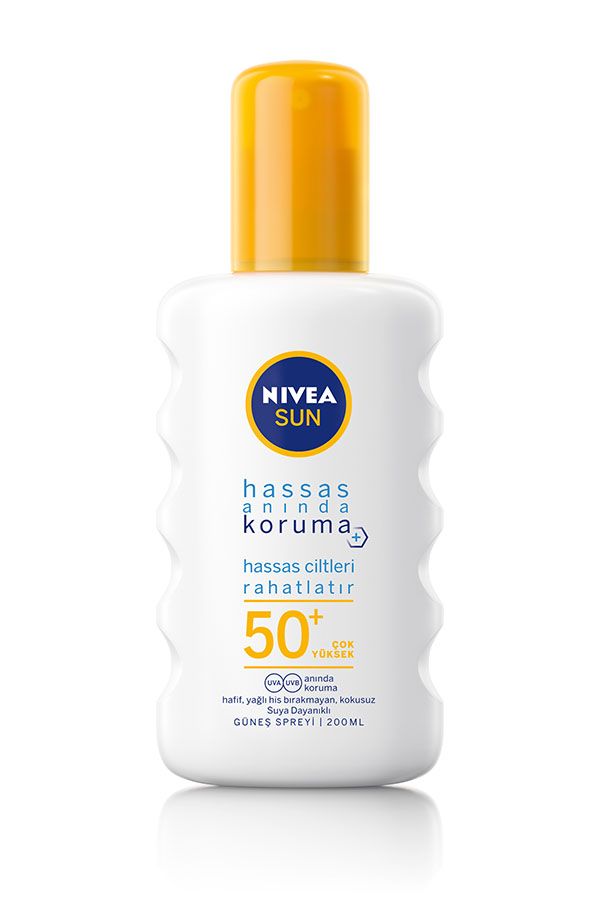 NIVEA
SUN
hassas
anında
koruma+
hassas ciltleri
rahatlatır
50+ ÇOK
YÜKSEK
UVA UVB anında
koruma
hafif, yağlı his bırakmayan, kokusuz
Suya Dayanıklı
GÜNEŞ SPREYİ | 200ML